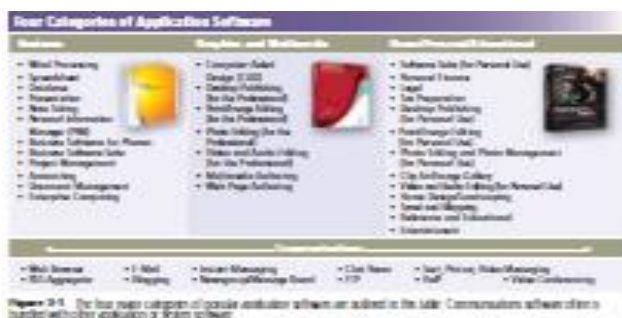 Four Categories of Application Software
Business
Graphics and Multimedia
Home/Personal/Educational
• Word Processing
• Spreadsheet
• Database
• Presentation
• Note Taking
• Personal Information
Manager (PIM)
• Business Software for Phones
• Business Software Suite
• Project Management
• Accounting
• Document Management
• Enterprise Computing
• Computer-Aided
Design (CAD)
• Desktop Publishing
(for the Professional)
• Paint/Image Editing
(for the Professional)
• Photo Editing (for the
Professional)
• Video and Audio Editing
(for the Professional)
• Multimedia Authoring
• Web Page Authoring
• Software Suite (for Personal Use)
• Personal Finance
• Legal
• Tax Preparation
• Desktop Publishing
(for Personal Use)
• Paint/Image Editing
(for Personal Use)
• Photo Editing and Photo Management
(for Personal Use)
• Clip Art/Image Gallery
• Video and Audio Editing (for Personal Use)
• Home Design/Landscaping
• Travel and Mapping
• Reference and Educational
• Entertainment
Communications
• Web Browser • E-Mail • Instant Messaging • Chat Room • Text, Picture, Video Messaging
• RSS Aggregator • Blogging • Newsgroup/Message Board • FTP • VoIP • Video Conferencing
Figure 3-1 The four major categories of popular application software are outlined in this table. Communications software often is
bundled with other application or system software.